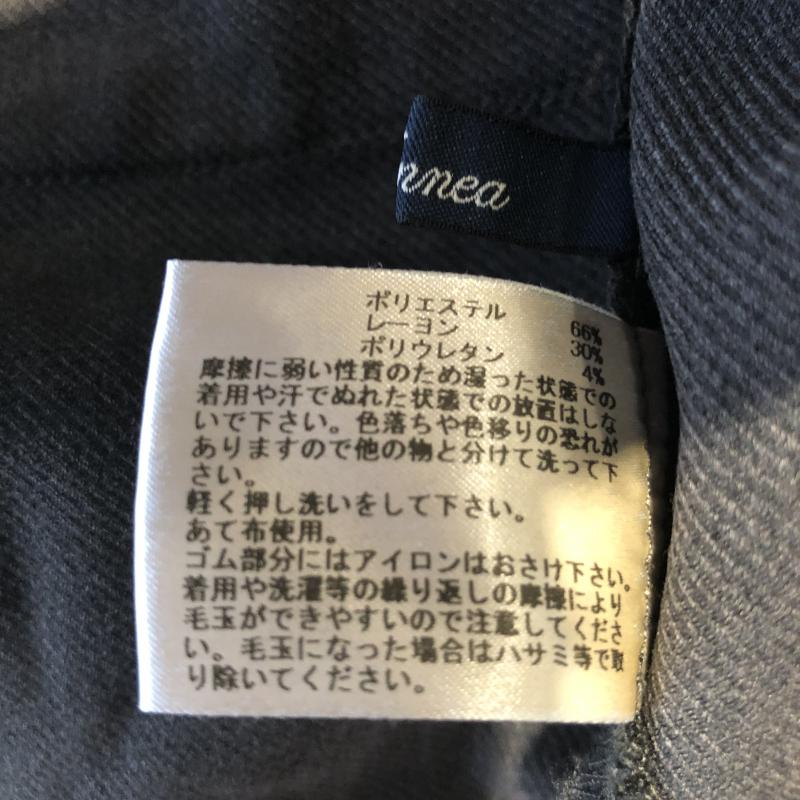 nnea
ポリエステル 66%
レーヨン 30%
ポリウレタン 4%
摩擦に弱い性質のため湿った状態での
着用や汗でぬれた状態での放置はしな
いで下さい。色落ちや色移りの恐れが
ありますので他の物と分けて洗って下
さい。
軽く押し洗いをして下さい。
あて布使用。
ゴム部分にはアイロンはおさけ下さい。
着用や洗濯等の繰り返しの摩擦により
毛玉ができやすいので注意してくださ
い。毛玉になった場合はハサミ等で取
り除いてください。